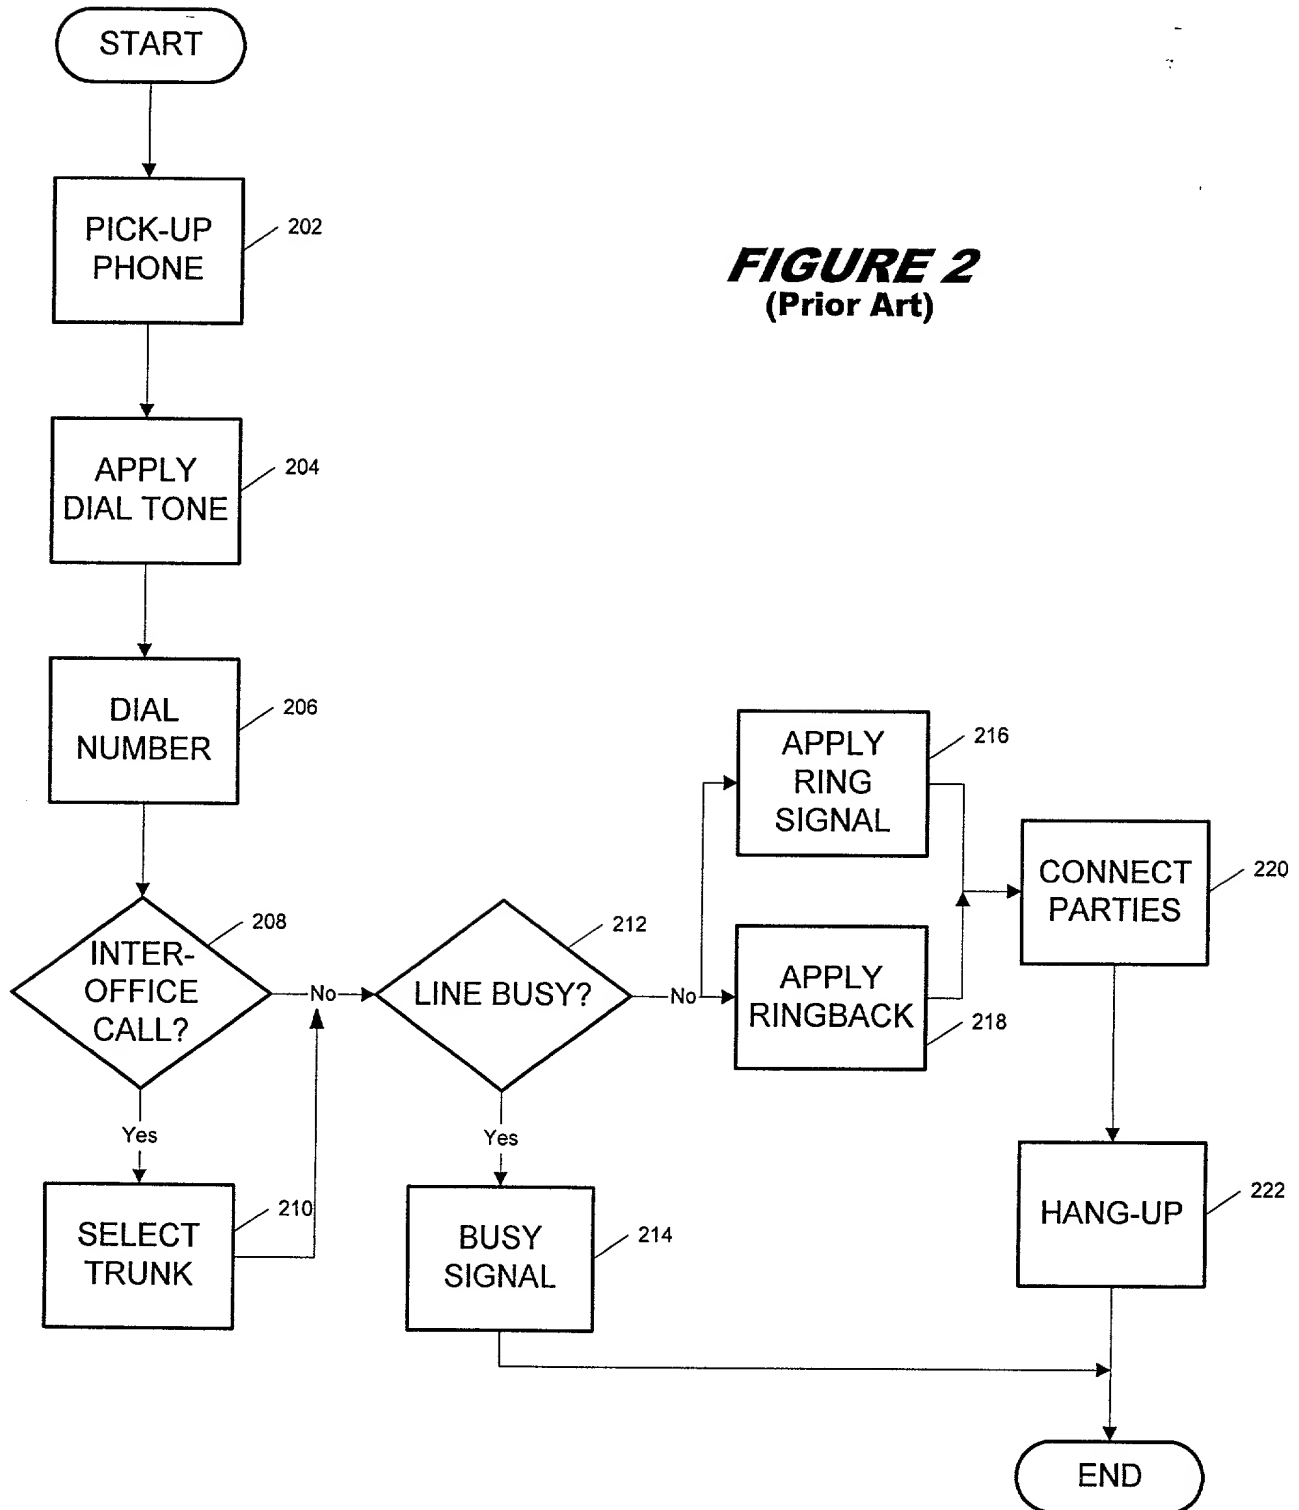 START
PICK-UP
PHONE
202
FIGURE 2
(Prior Art)
APPLY
DIAL TONE
204
DIAL
NUMBER
206
APPLY
RING
SIGNAL
216
CONNECT
PARTIES
220
INTER-
OFFICE
CALL?
208
No
LINE BUSY?
212
No
APPLY
RINGBACK
218
Yes
Yes
SELECT
TRUNK
210
BUSY
SIGNAL
214
HANG-UP
222
END